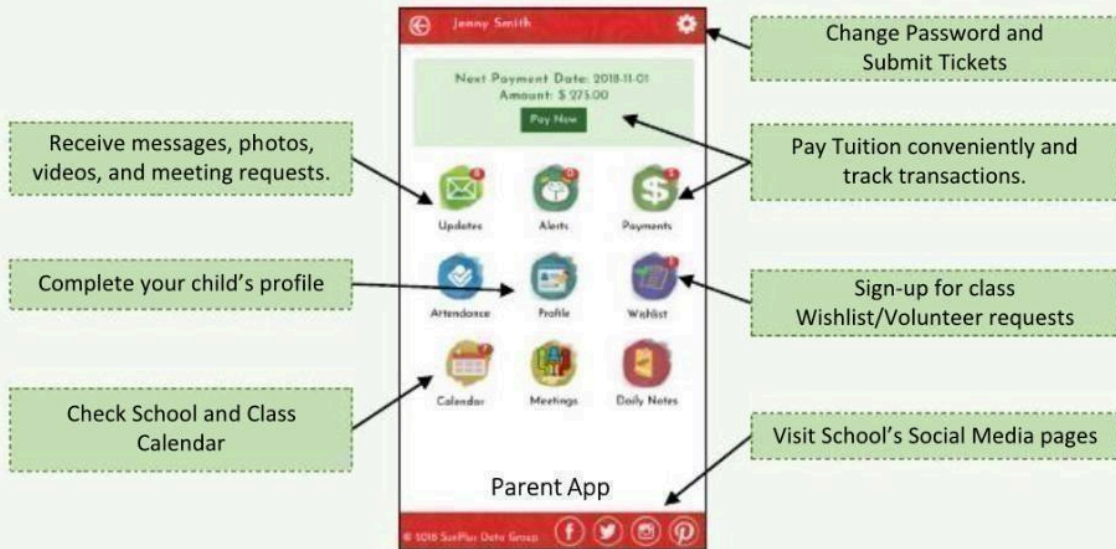 Jenny Smith
Change Password and
Submit Tickets
Next Payment Date: 2018-11-01
Amount: $ 275.00
Pay Now
Receive messages, photos,
videos, and meeting requests.
Pay Tuition conveniently and
track transactions.
Updates
Alerts
Payments
Complete your child's profile
Sign-up for class
Wishlist/Volunteer requests
Attendance
Profile
Wishlist
Check School and Class
Calendar
Calendar
Meetings
Daily Notes
Visit School's Social Media pages
Parent App
© 2018 SunPlus Data Group